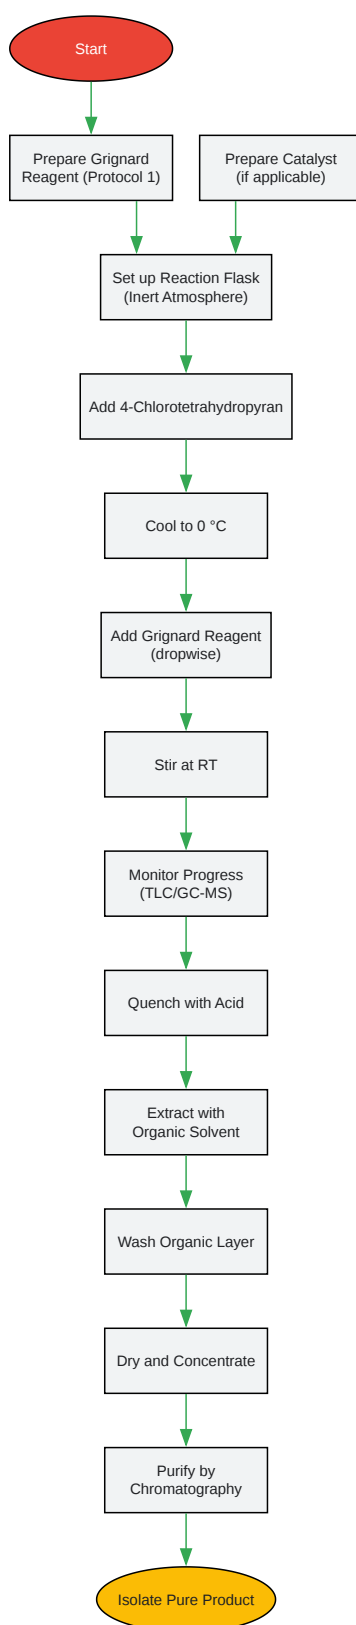 Start
Prepare Grignard
Reagent (Protocol 1)
Prepare Catalyst
(if applicable)
Set up Reaction Flask
(Inert Atmosphere)
Add 4-Chlorotetrahydropyran
Cool to 0 °C
Add Grignard Reagent
(dropwise)
Stir at RT
Monitor Progress
(TLC/GC-MS)
Quench with Acid
Extract with
Organic Solvent
Wash Organic Layer
Dry and Concentrate
Purify by
Chromatography
Isolate Pure Product